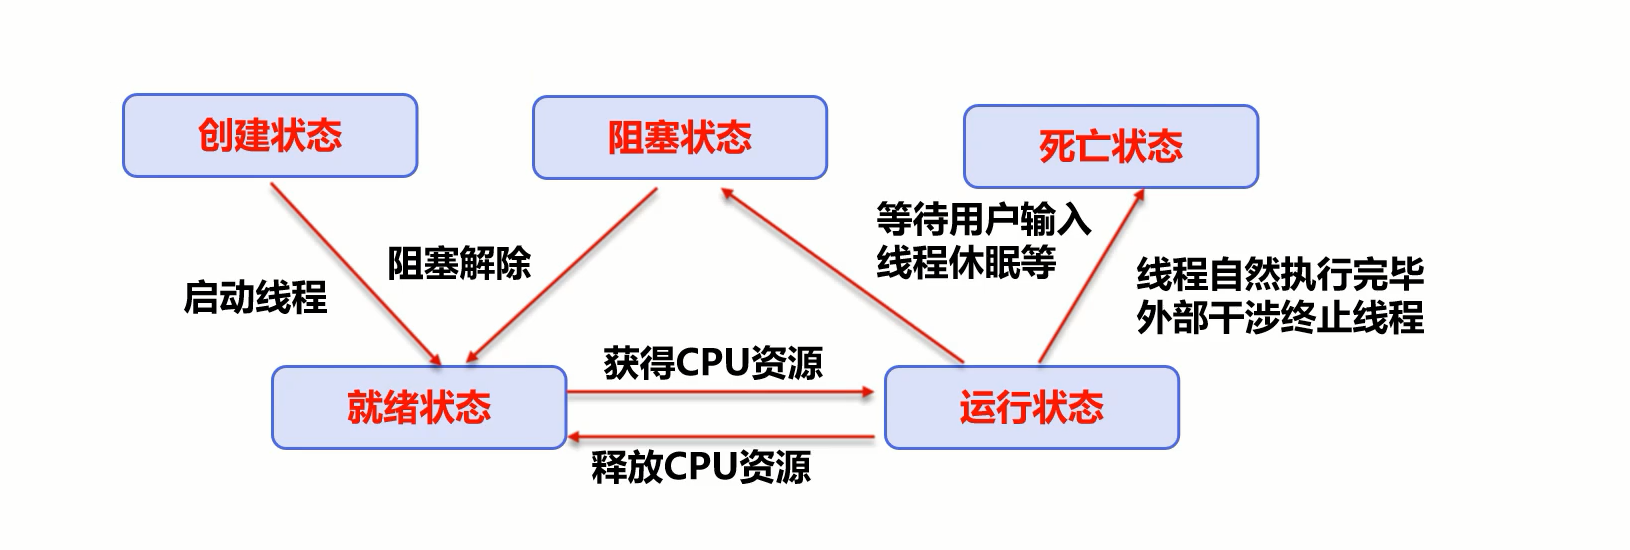 创建状态
阻塞状态
死亡状态
等待用户输入
线程休眠等
阻塞解除
启动线程
线程自然执行完毕
外部干涉终止线程
获得CPU资源
就绪状态
运行状态
释放CPU资源